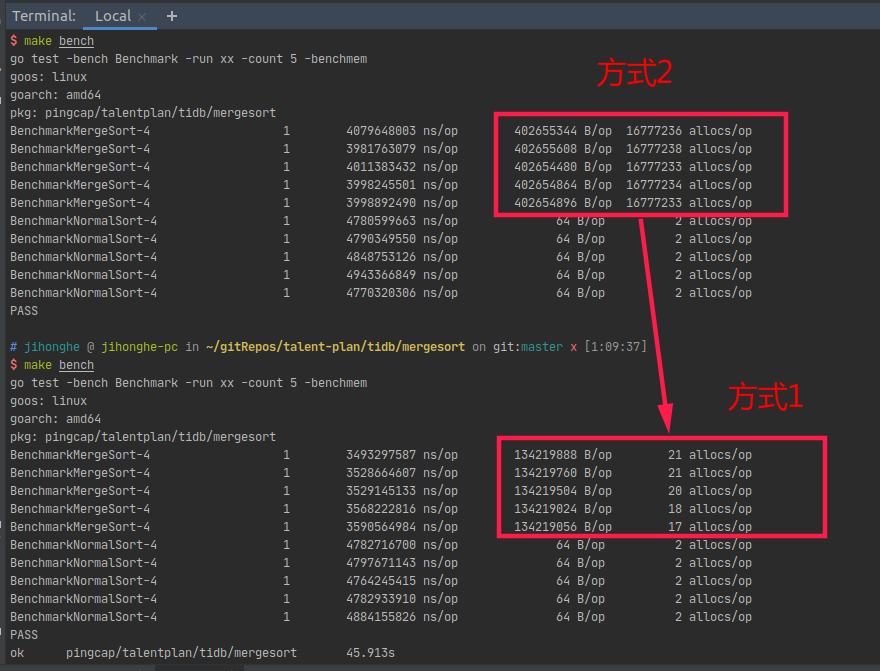 Terminal: Local × +
$ make bench
go test -bench Benchmark -run xx -count 5 -benchmem
goos: linux
goarch: amd64
pkg: pingcap/talentplan/tidb/mergesort
方式2
BenchmarkMergeSort-4 1 4079648003 ns/op 402655344 B/op 16777236 allocs/op
BenchmarkMergeSort-4 1 3981763079 ns/op 402655608 B/op 16777238 allocs/op
BenchmarkMergeSort-4 1 4011383432 ns/op 402654480 B/op 16777233 allocs/op
BenchmarkMergeSort-4 1 3998245501 ns/op 402654864 B/op 16777234 allocs/op
BenchmarkMergeSort-4 1 3998892490 ns/op 402654896 B/op 16777233 allocs/op
BenchmarkNormalSort-4 1 4780599663 ns/op 64 B/op 2 allocs/op
BenchmarkNormalSort-4 1 4790349550 ns/op 64 B/op 2 allocs/op
BenchmarkNormalSort-4 1 4848753126 ns/op 64 B/op 2 allocs/op
BenchmarkNormalSort-4 1 4943366849 ns/op 64 B/op 2 allocs/op
BenchmarkNormalSort-4 1 4770320306 ns/op 64 B/op 2 allocs/op
PASS
# jihonghe @ jihonghe-pc in ~/gitRepos/talent-plan/tidb/mergesort on git:master x [1:09:37]
$ make bench
go test -bench Benchmark -run xx -count 5 -benchmem
goos: linux
goarch: amd64
pkg: pingcap/talentplan/tidb/mergesort
方式1
BenchmarkMergeSort-4 1 3493297587 ns/op 134219888 B/op 21 allocs/op
BenchmarkMergeSort-4 1 3528664607 ns/op 134219760 B/op 21 allocs/op
BenchmarkMergeSort-4 1 3529145133 ns/op 134219504 B/op 20 allocs/op
BenchmarkMergeSort-4 1 3568222816 ns/op 134219024 B/op 18 allocs/op
BenchmarkMergeSort-4 1 3590564984 ns/op 134219056 B/op 17 allocs/op
BenchmarkNormalSort-4 1 4782716700 ns/op 64 B/op 2 allocs/op
BenchmarkNormalSort-4 1 4797671143 ns/op 64 B/op 2 allocs/op
BenchmarkNormalSort-4 1 4764245415 ns/op 64 B/op 2 allocs/op
BenchmarkNormalSort-4 1 4782933910 ns/op 64 B/op 2 allocs/op
BenchmarkNormalSort-4 1 4884155826 ns/op 64 B/op 2 allocs/op
PASS
ok pingcap/talentplan/tidb/mergesort 45.913s